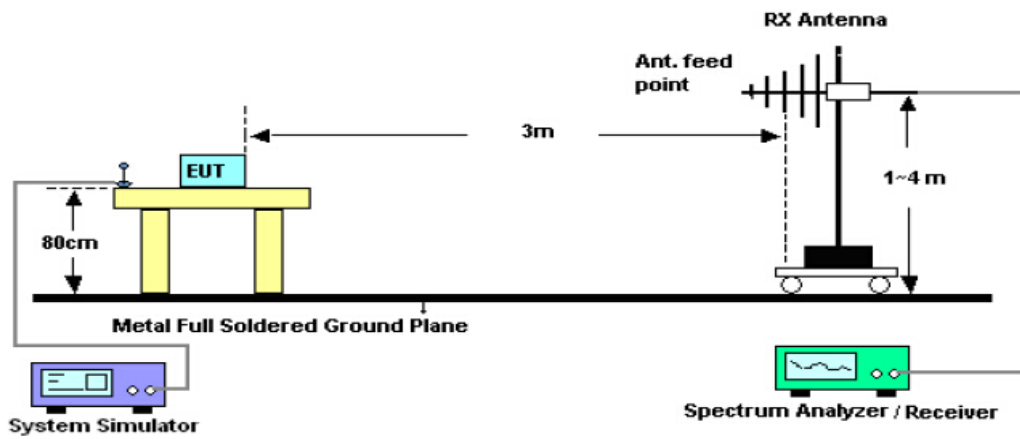 RX Antenna
Ant. feed
point
3m
EUT
1~4 m
80cm
Metal Full Soldered Ground Plane
System Simulator
Spectrum Analyzer / Receiver